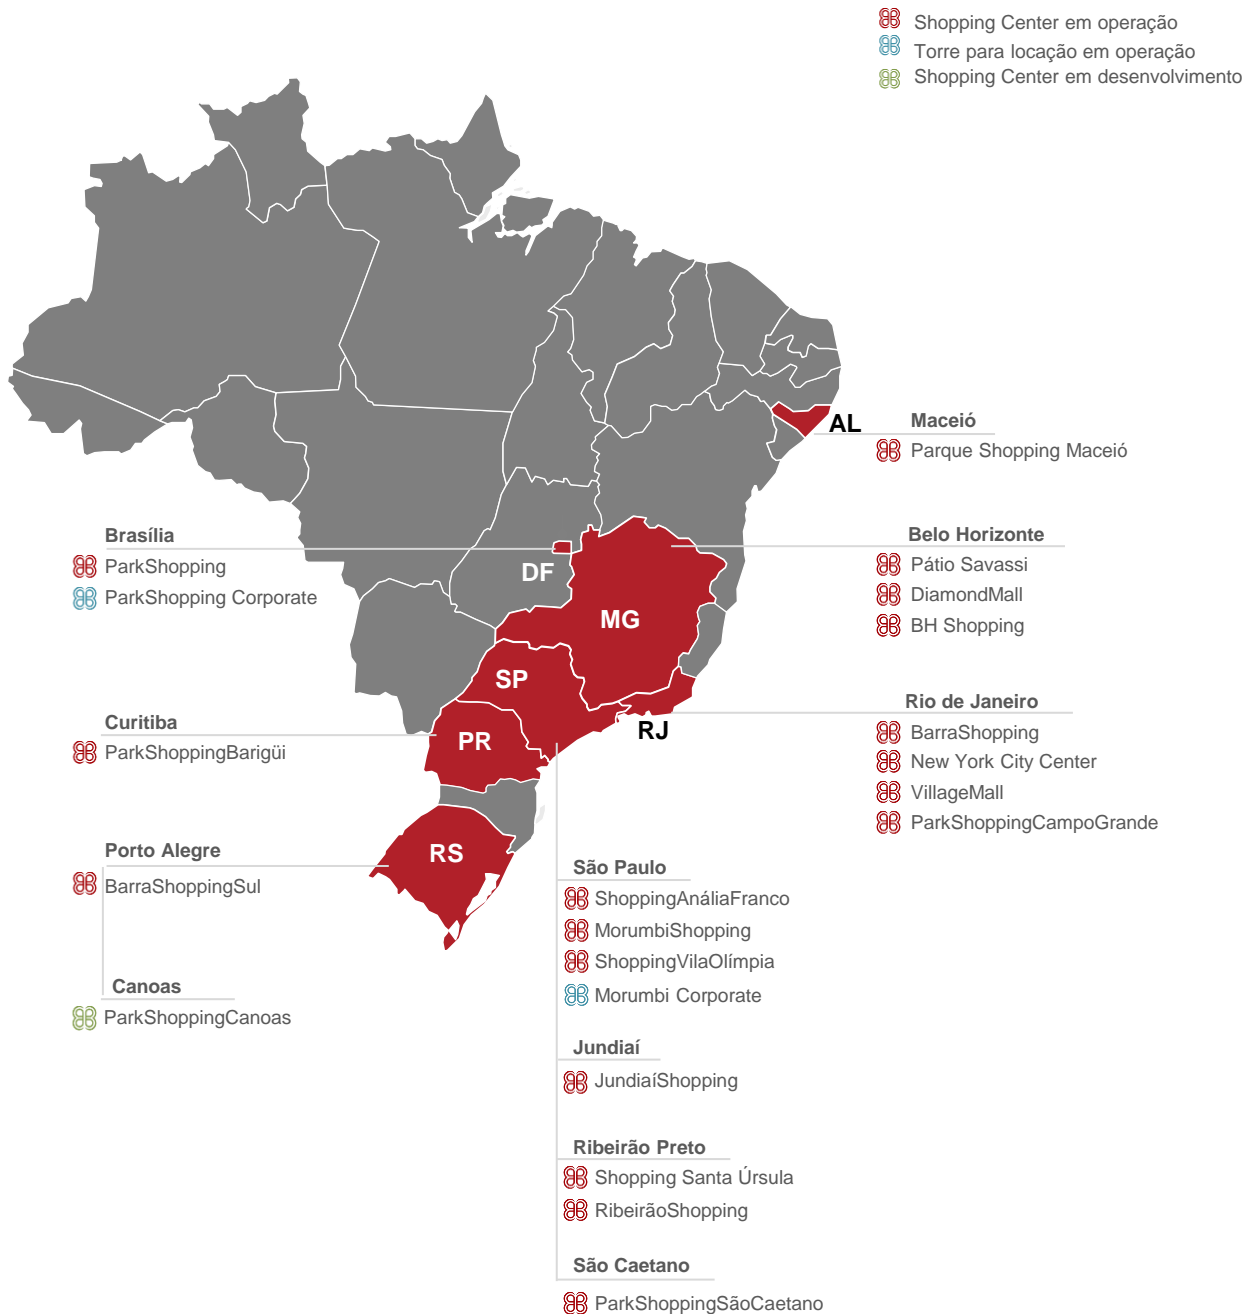 Shopping Center em operação
Torre para locação em operação
Shopping Center em desenvolvimento
AL
Maceió
Parque Shopping Maceió
Brasília
ParkShopping
ParkShopping Corporate
DF
Belo Horizonte
Pátio Savassi
DiamondMall
BH Shopping
MG
SP
Rio de Janeiro
BarraShopping
New York City Center
VillageMall
ParkShoppingCampoGrande
RJ
Curitiba
ParkShoppingBarigüi
PR
Porto Alegre
BarraShoppingSul
RS
Canoas
ParkShoppingCanoas
São Paulo
ShoppingAnáliaFranco
MorumbiShopping
ShoppingVilaOlímpia
Morumbi Corporate
Jundiaí
JundiaíShopping
Ribeirão Preto
Shopping Santa Úrsula
RibeirãoShopping
São Caetano
ParkShoppingSãoCaetano